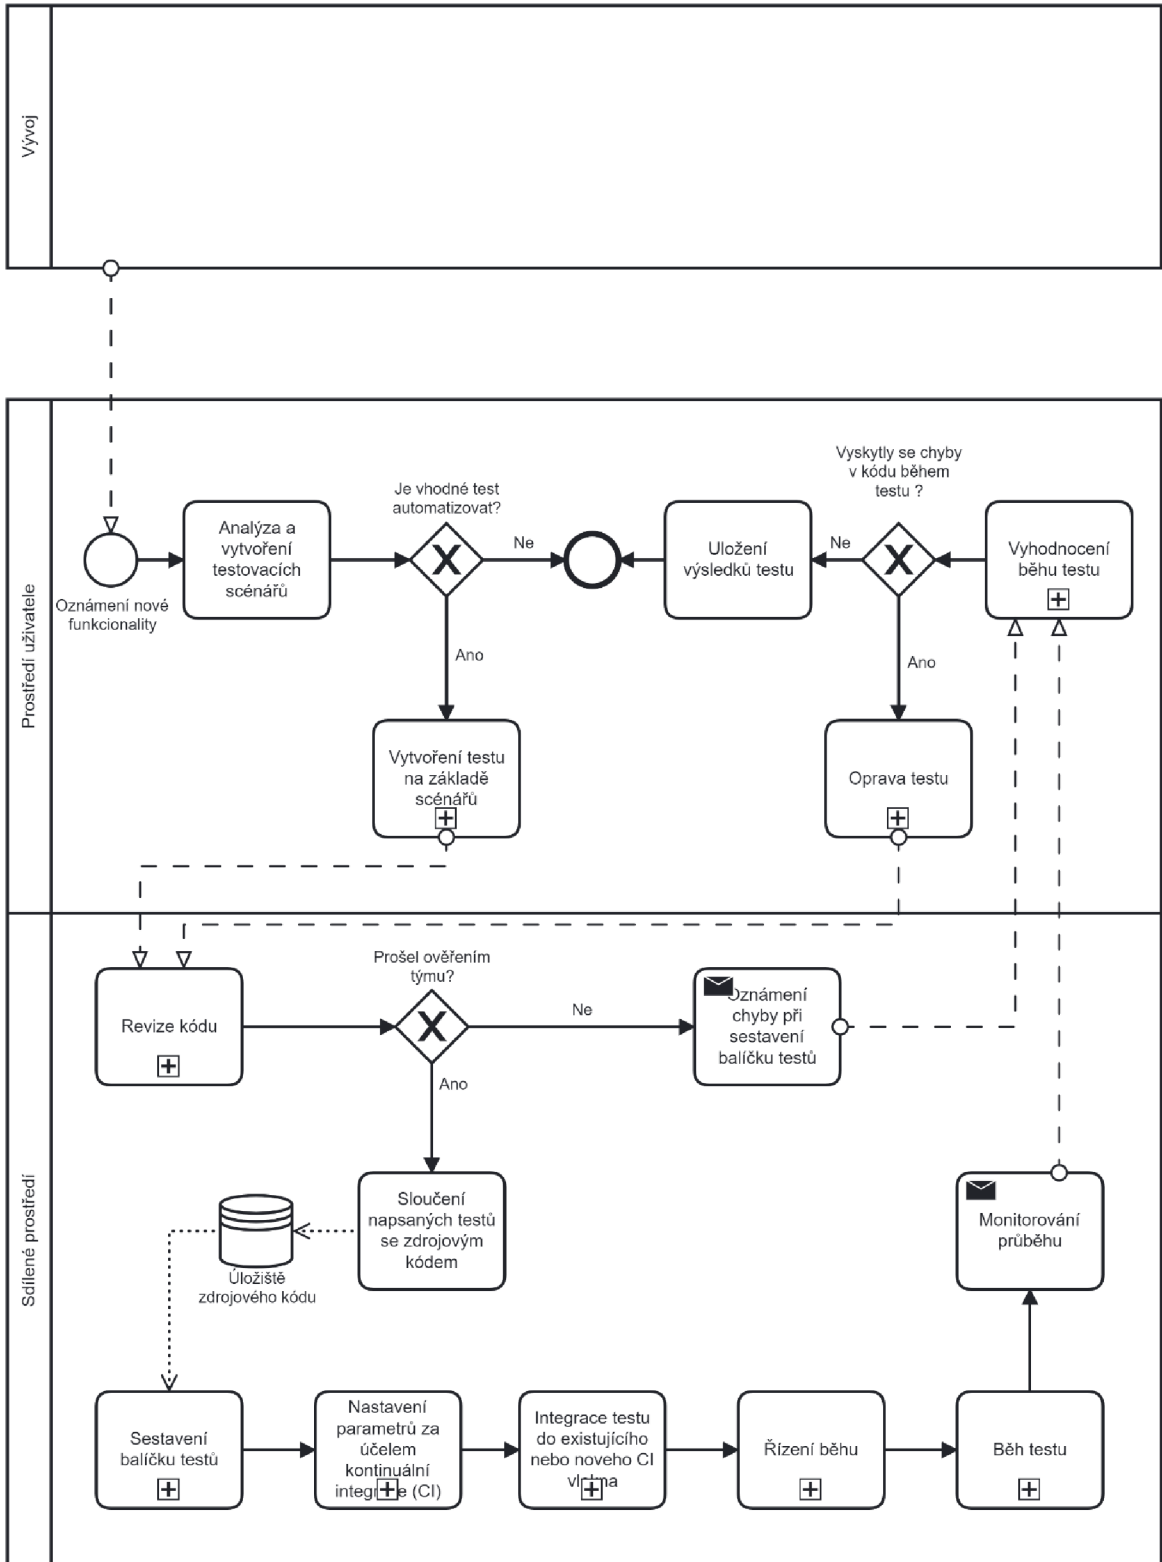 Vývoj
Prostředí uživatele
Vyskytly se chyby
v kódu během
testu ?
Je vhodné test
automatizovat?
Analýza a
vytvoření
testovacích
scénářů
Ne
Uložení
výsledků testu
Ne
Vyhodnocení
běhu testu
Oznámení nové
funkcionality
Ano
Ano
Vytvoření testu
na základě
scénářů
Oprava testu
Sdílené prostředí
Prošel ověřením
týmu?
Revize kódu
Ne
Oznámení
chyby při
sestavení
balíčku testů
Ano
Sloučení
napsaných testů
se zdrojovým
kódem
Úložiště
zdrojového kódu
Monitorování
průběhu
Sestavení
balíčku testů
Nastavení
parametrů za
účelem
kontinuální
integrace (CI)
Integrace testu
do existujícího
nebo noveho CI
Řízení běhu
Běh testu